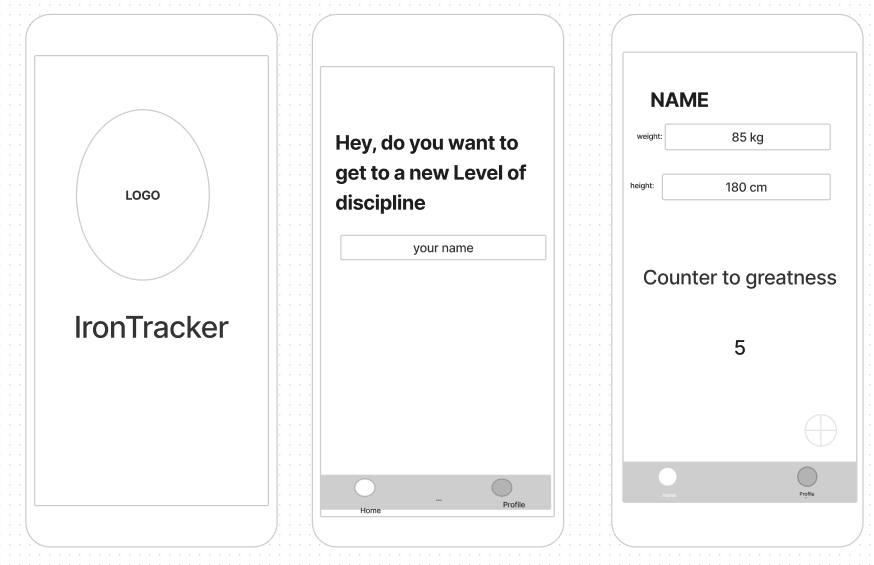 LOGO
IronTracker
Hey, do you want to
get to a new Level of
discipline
your name
Home
...
Profile
NAME
weight:
85 kg
height:
180 cm
Counter to greatness
5
Home
Profile